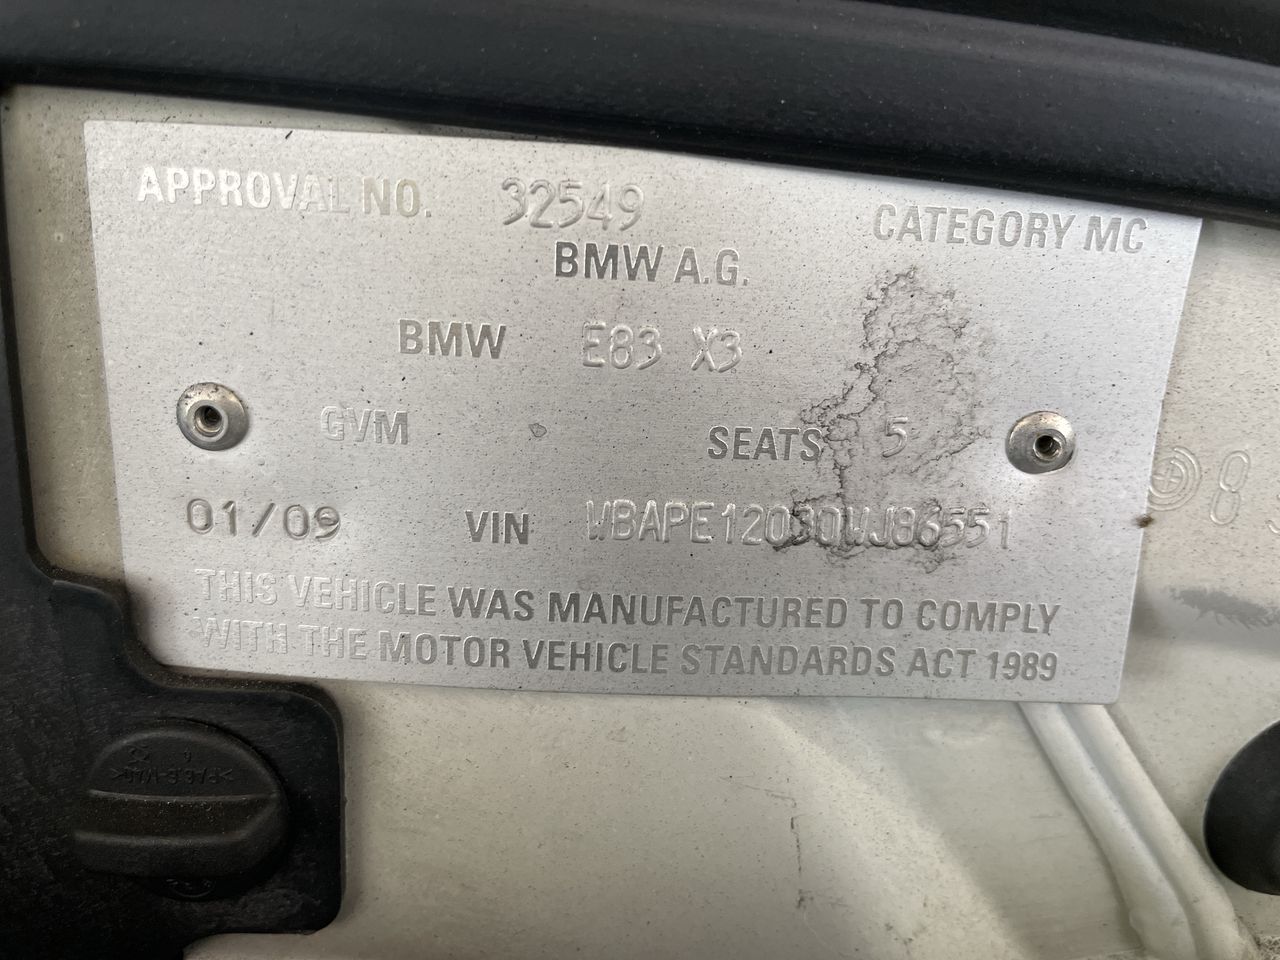 APPROVAL NO. 32549
CATEGORY MC
BMW A.G.
BMW E83 X3
GVM SEATS 5
01/09 VIN WBAPE12030WJ86551
THIS VEHICLE WAS MANUFACTURED TO COMPLY
WITH THE MOTOR VEHICLE STANDARDS ACT 1989
8